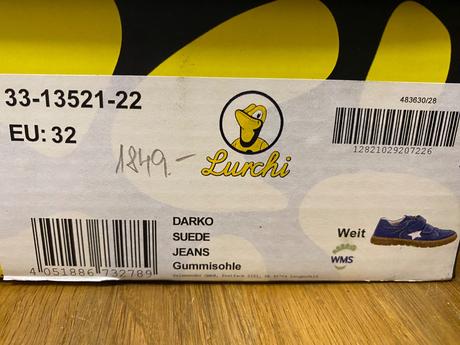 33-13521-22
EU: 32
1849.-
Lurchi
483630/28
12821029207226
DARKO
SUEDE
JEANS
Gummisohle
4 051886 732789
Weit
WMS